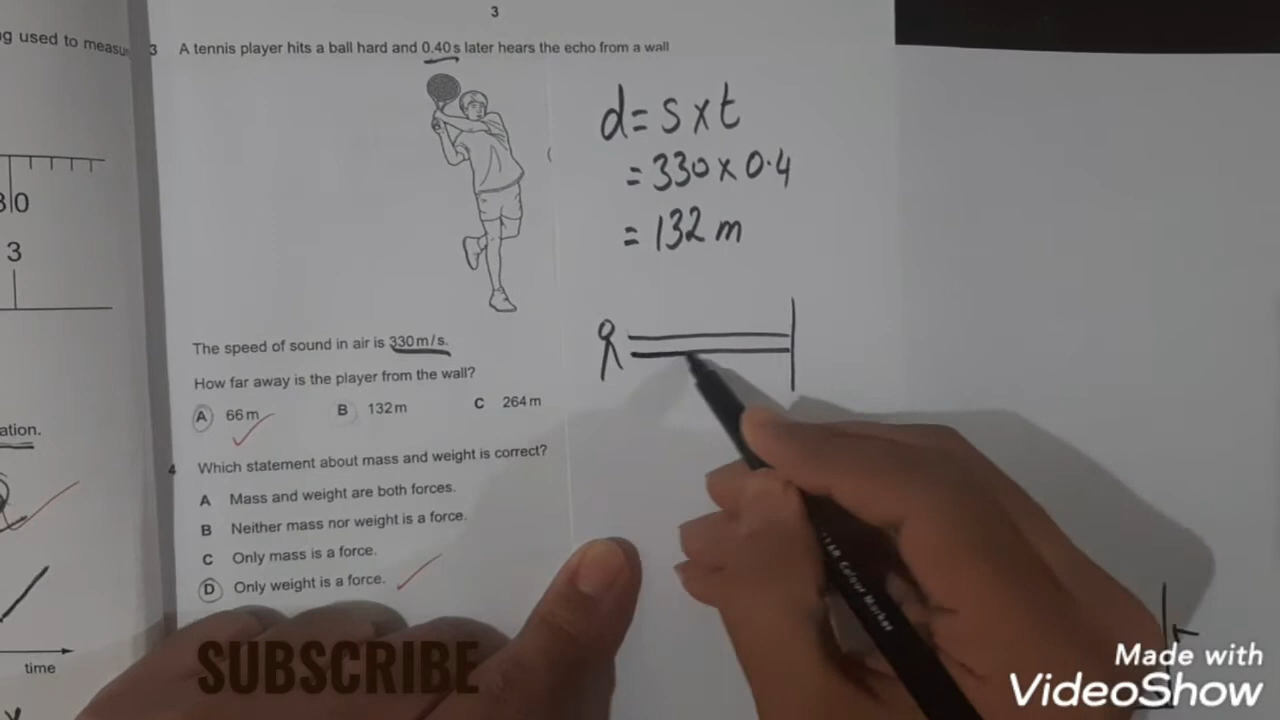 3
g used to measu
3 A tennis player hits a ball hard and 0.40 s later hears the echo from a wall
d = s x t
= 330 x 0.4
= 132 m
30
3
The speed of sound in air is 330 m/s.
How far away is the player from the wall?
A 66 m B 132 m C 264 m
ation.
4 Which statement about mass and weight is correct?
A Mass and weight are both forces.
B Neither mass nor weight is a force.
C Only mass is a force.
D Only weight is a force.
time
SUBSCRIBE
Made with
VideoShow